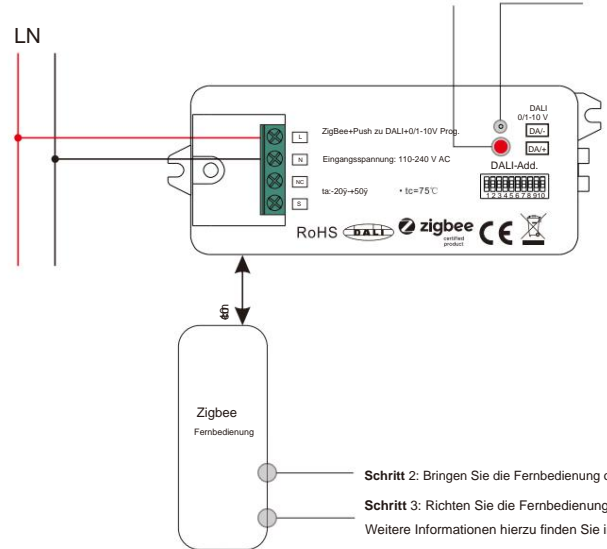 LN
DALI
0/1-10 V
L
ZigBee+Push zu DALI+0/1-10V Prog.
DA/-
N
Eingangsspannung: 110-240 V AC
DA/+
DALI-Add.
NC
ta:-20ÿ-+50ÿ
• tc=75℃
S
1 2 3 4 5 6 7 8 9 10
RoHS
DALI
zigbee
certified
product
CE
Zigbee
Fernbedienung
Schritt 2: Bringen Sie die Fernbedienung
Schritt 3: Richten Sie die Fernbedienung
Weitere Informationen hierzu finden Sie